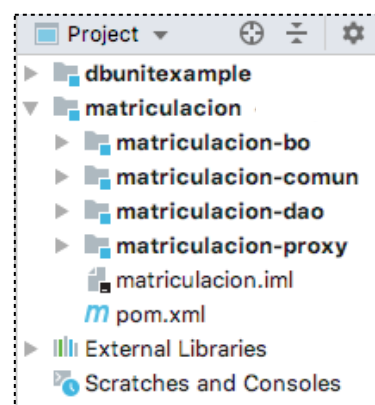 Project
dbunitexample
matriculacion
matriculacion-bo
matriculacion-comun
matriculacion-dao
matriculacion-proxy
matriculacion.iml
m pom.xml
External Libraries
Scratches and Consoles